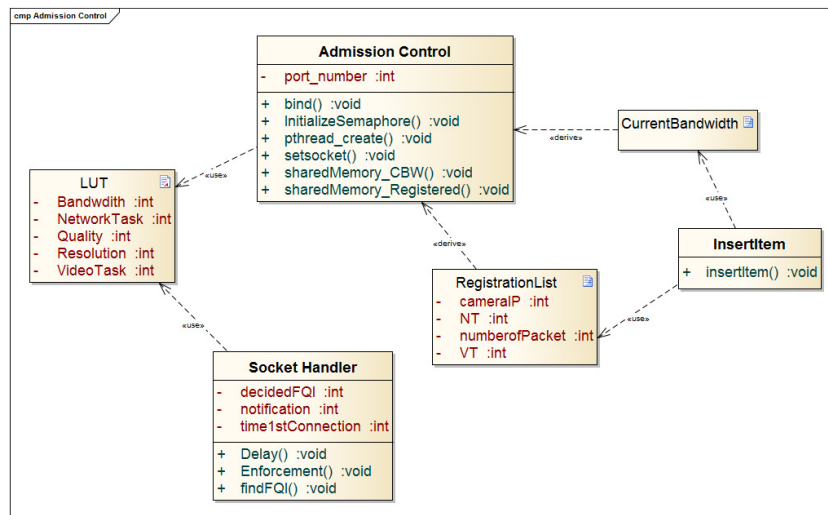 cmp Admission Control
Admission Control
- port_number :int
+ bind() :void
+ InitializeSemaphore() :void
+ pthread_create() :void
+ setsocket() :void
+ sharedMemory_CBW() :void
+ sharedMemory_Registered() :void
CurrentBandwidth
«derive»
«use»
LUT
- Bandwdith :int
- NetworkTask :int
- Quality :int
- Resolution :int
- VideoTask :int
«use»
InsertItem
+ insertItem() :void
«derive»
RegistrationList
- cameraIP :int
- NT :int
- numberofPacket :int
- VT :int
«use»
«use»
Socket Handler
- decidedFQI :int
- notification :int
- time1stConnection :int
+ Delay() :void
+ Enforcement() :void
+ findFQI() :void